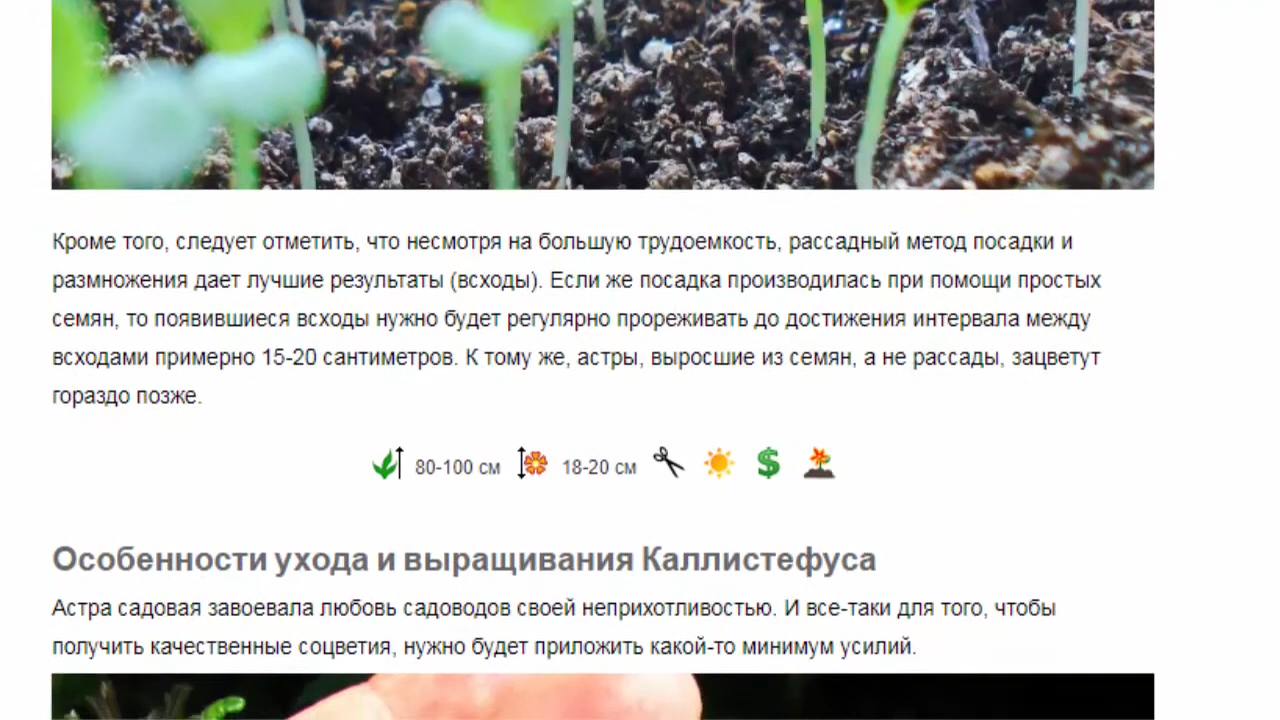 Кроме того, следует отметить, что несмотря на большую трудоемкость, рассадный метод посадки и
размножения дает лучшие результаты (всходы). Если же посадка производилась при помощи простых
семян, то появившиеся всходы нужно будет регулярно прореживать до достижения интервала между
всходами примерно 15-20 сантиметров. К тому же, астры, выросшие из семян, а не рассады, зацветут
гораздо позже.
80-100 см 18-20 см
Особенности ухода и выращивания Каллистефуса
Астра садовая завоевала любовь садоводов своей неприхотливостью. И все-таки для того, чтобы
получить качественные соцветия, нужно будет приложить какой-то минимум усилий.